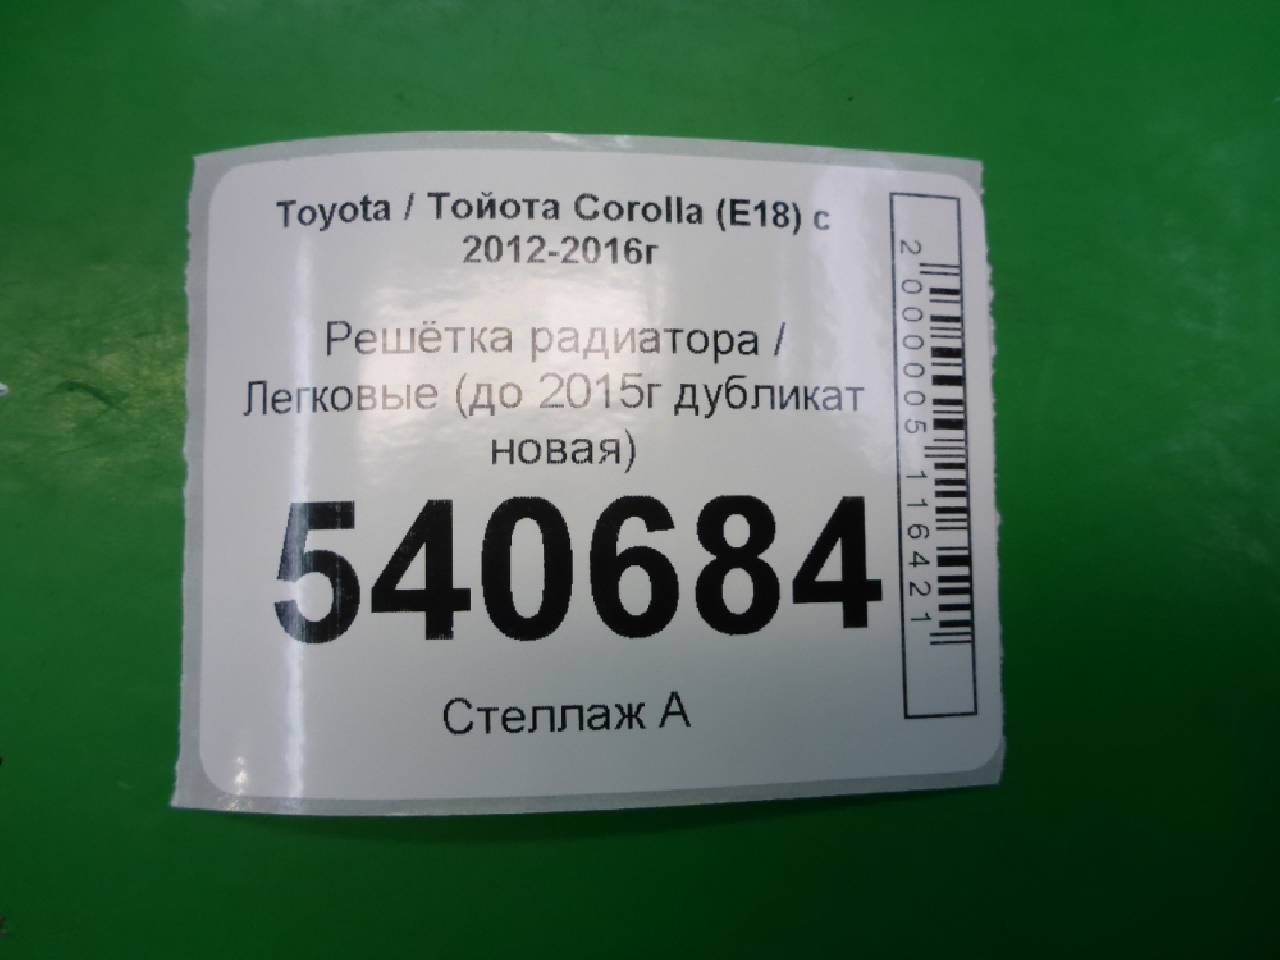 Toyota / Тойота Corolla (E18) с
2012-2016г
Решётка радиатора /
Легковые (до 2015г дубликат
новая)
540684
Стеллаж А
2000005116421